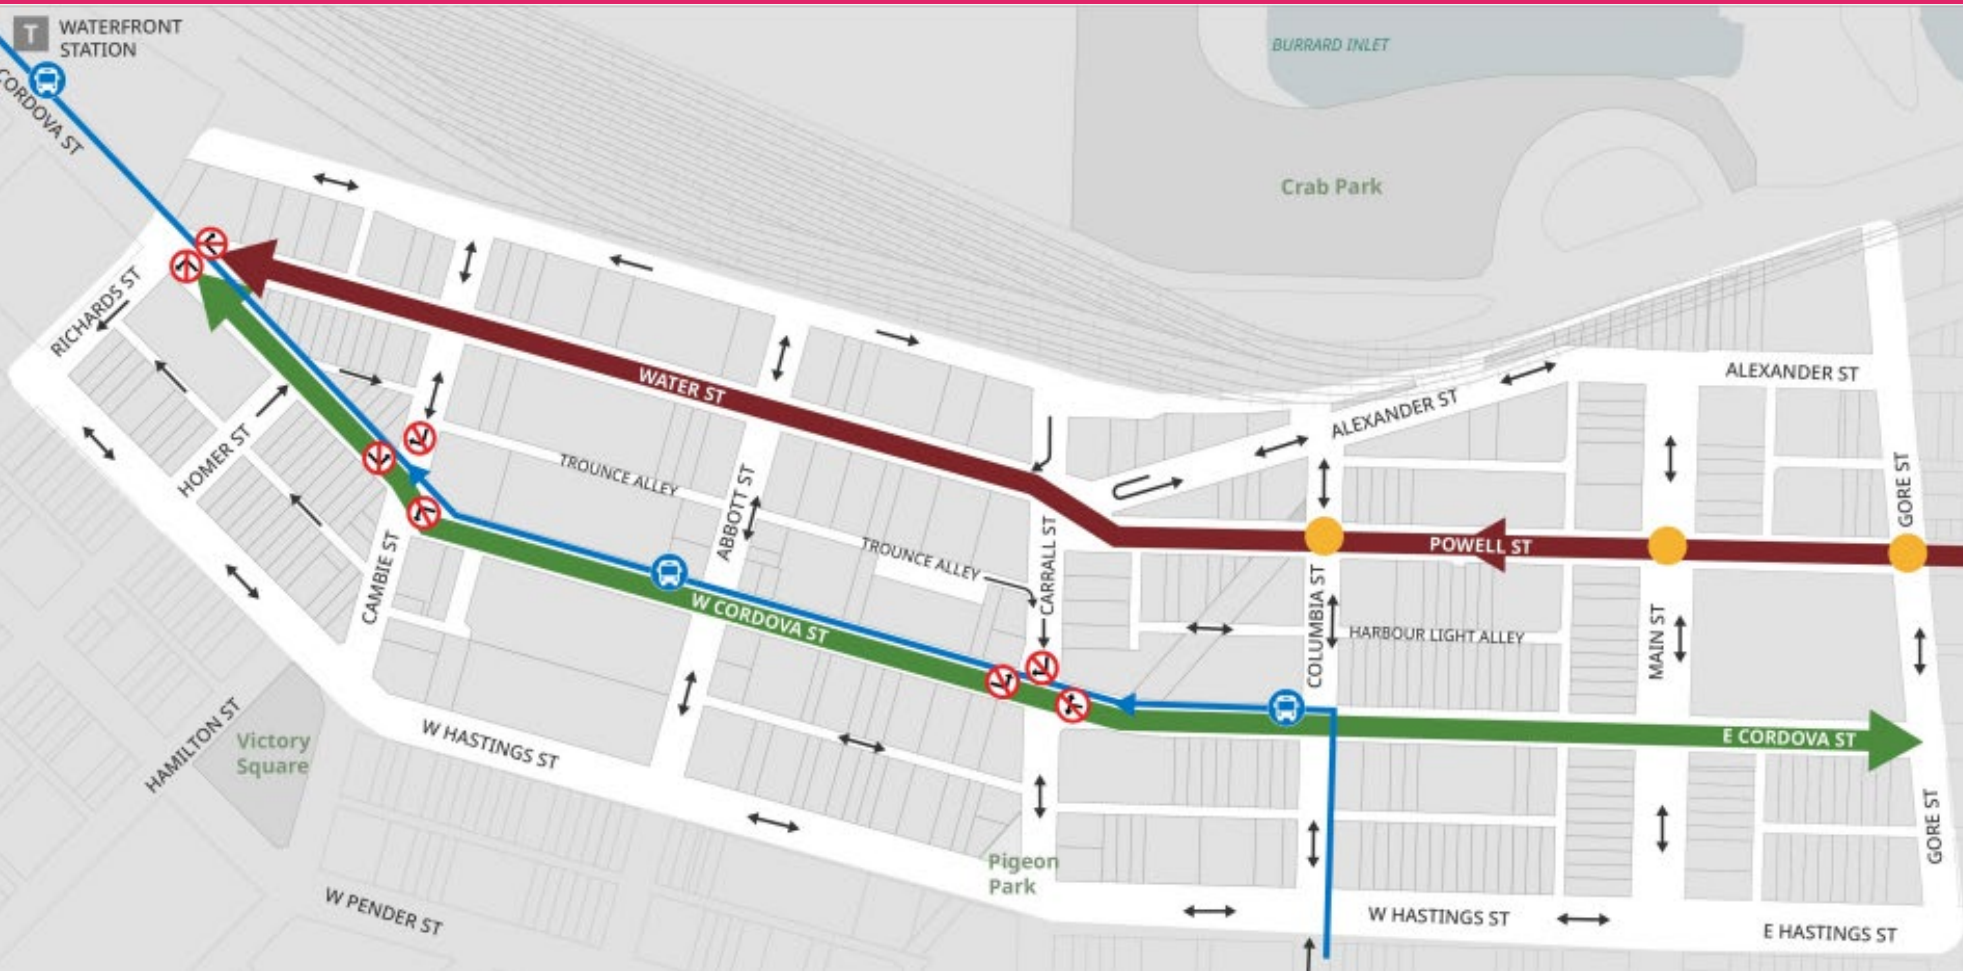 T
WATERFRONT
STATION
CORDOVA ST
BURRARD INLET
Crab Park
RICHARDS ST
WATER ST
ALEXANDER ST
ALEXANDER ST
HOMER ST
TROUNCE ALLEY
ABBOTT ST
GORE ST
TROUNCE ALLEY
CARRALL ST
POWELL ST
CAMBIE ST
W CORDOVA ST
COLUMBIA ST
HARBOUR LIGHT ALLEY
MAIN ST
HAMILTON ST
Victory
Square
W HASTINGS ST
E CORDOVA ST
GORE ST
Pigeon
Park
W PENDER ST
W HASTINGS ST
E HASTINGS ST